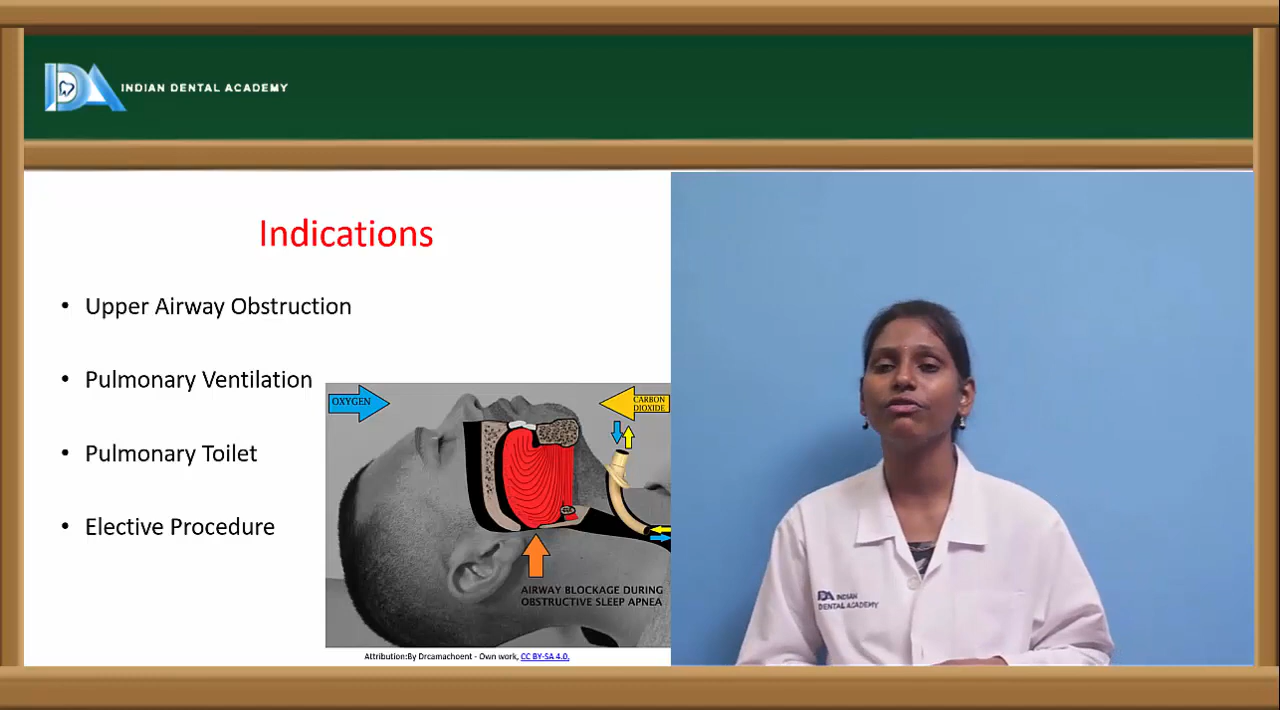 INDIAN DENTAL ACADEMY
Indications
• Upper Airway Obstruction
• Pulmonary Ventilation
• Pulmonary Toilet
• Elective Procedure
OXYGEN
CARBON
DIOXIDE
AIRWAY BLOCKAGE DURING
OBSTRUCTIVE SLEEP APNEA
Attribution:By Drcamachoent - Own work, CC BY-SA 4.0.
IDA INDIAN
DENTAL ACADEMY